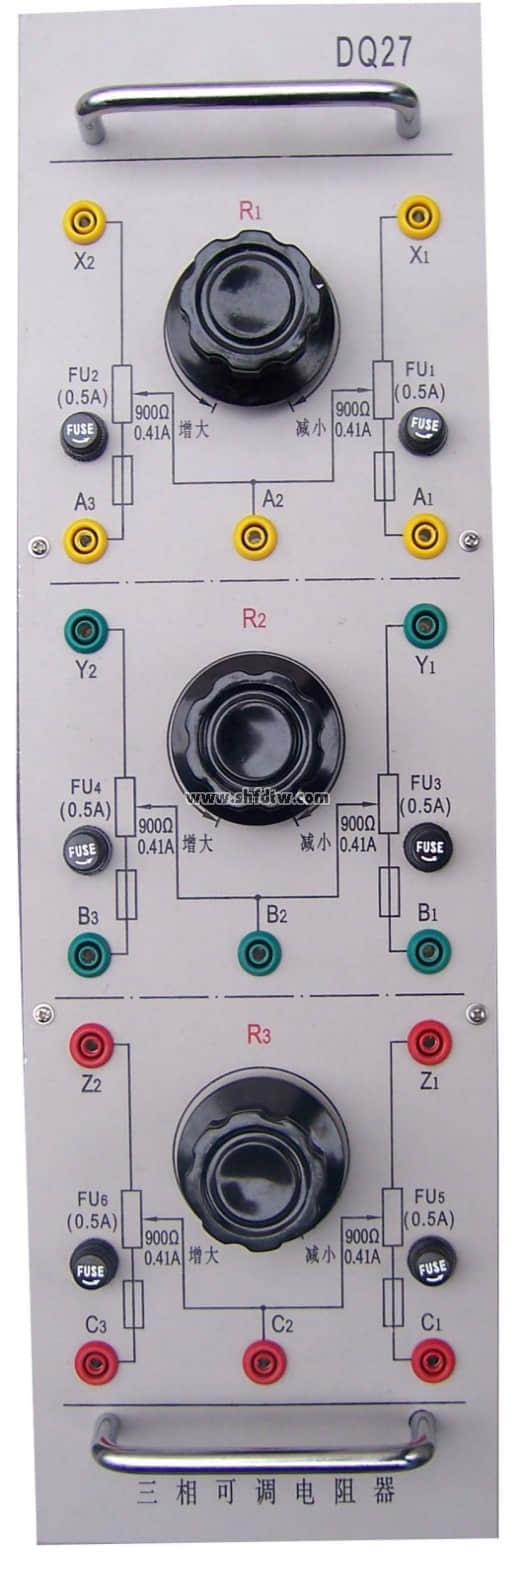 DQ27
R1
X2
X1
FU2
(0.5A)
FU1
(0.5A)
FUSE
900Ω
0.41A
增大
减小
900Ω
0.41A
FUSE
A3
A2
A1
R2
Y2
Y1
FU4
(0.5A)
FU3
(0.5A)
www.shfdtw.com
FUSE
900Ω
0.41A
增大
减小
900Ω
0.41A
FUSE
B3
B2
B1
R3
Z2
Z1
FU6
(0.5A)
FU5
(0.5A)
FUSE
900Ω
0.41A
增大
减小
900Ω
0.41A
FUSE
C3
C2
C1
三相可调电阻器